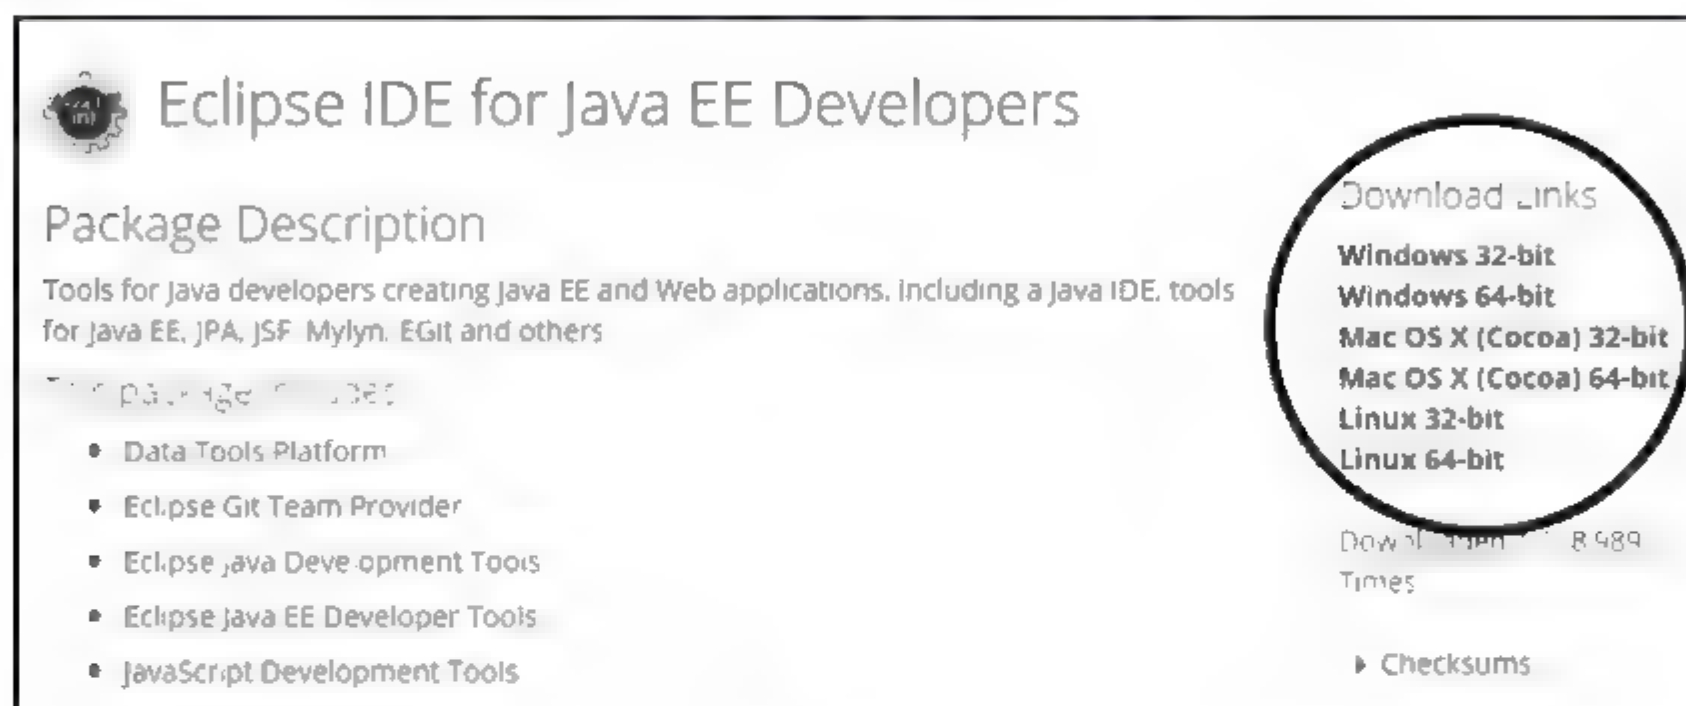 Eclipse IDE for Java EE Developers
Package Description
Tools for Java developers creating Java EE and Web applications, including a Java IDE, tools
for Java EE, JPA, JSF, Mylyn, EGit and others
package
• Data Tools Platform
• Eclipse Git Team Provider
• Eclipse Java Development Tools
• Eclipse Java EE Developer Tools
• JavaScript Development Tools
Download Links
Windows 32-bit
Windows 64-bit
Mac OS X (Cocoa) 32-bit
Mac OS X (Cocoa) 64-bit
Linux 32-bit
Linux 64-bit
Times
Checksums